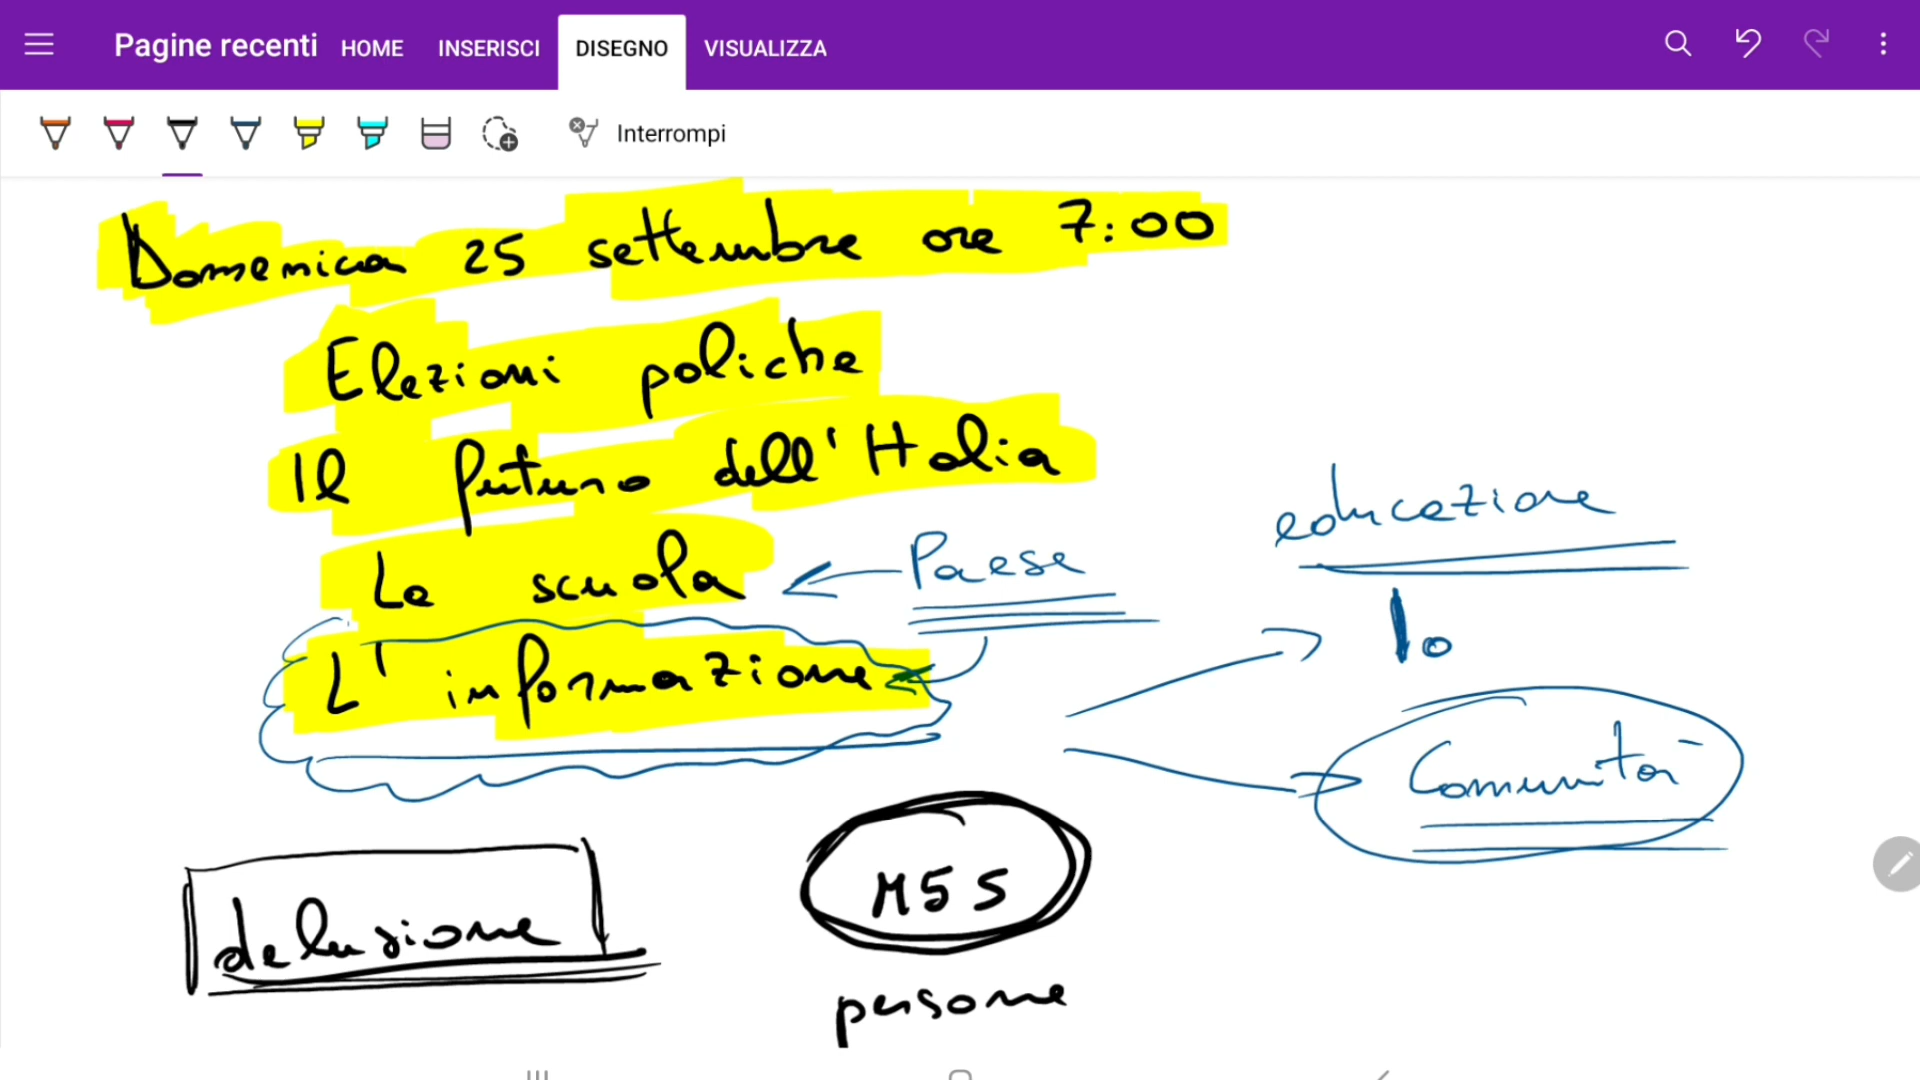 Pagine recenti HOME INSERISCI DISEGNO VISUALIZZA
Interrompi
Domenica 25 settembre ore 7:00
Elezioni poliche
Il futuro dell'Italia
educazione
La scuola
Paese
Io
L'informazione
Comunità
M5S
delusione
persone